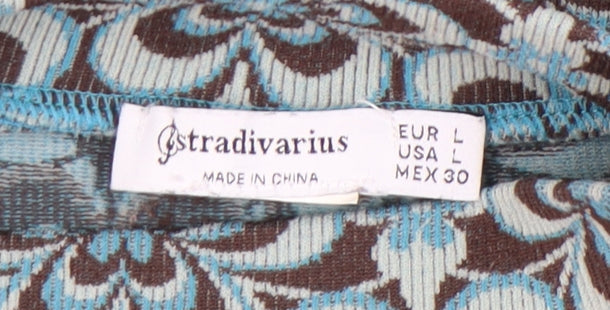 stradivarius
MADE IN CHINA
EUR L
USA L
MEX 30